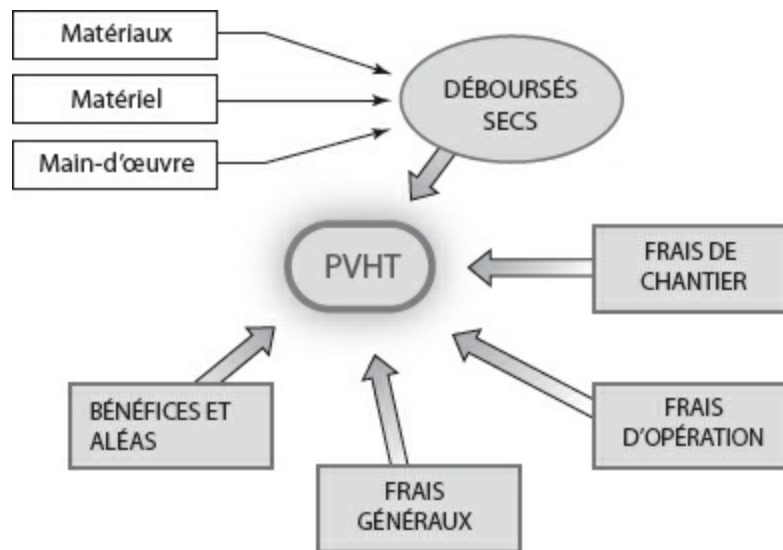 Matériaux
Matériel
Main-d'œuvre
DÉBOURSÉS
SECS
PVHT
FRAIS DE
CHANTIER
BÉNÉFICES ET
ALÉAS
FRAIS
D'OPÉRATION
FRAIS
GÉNÉRAUX